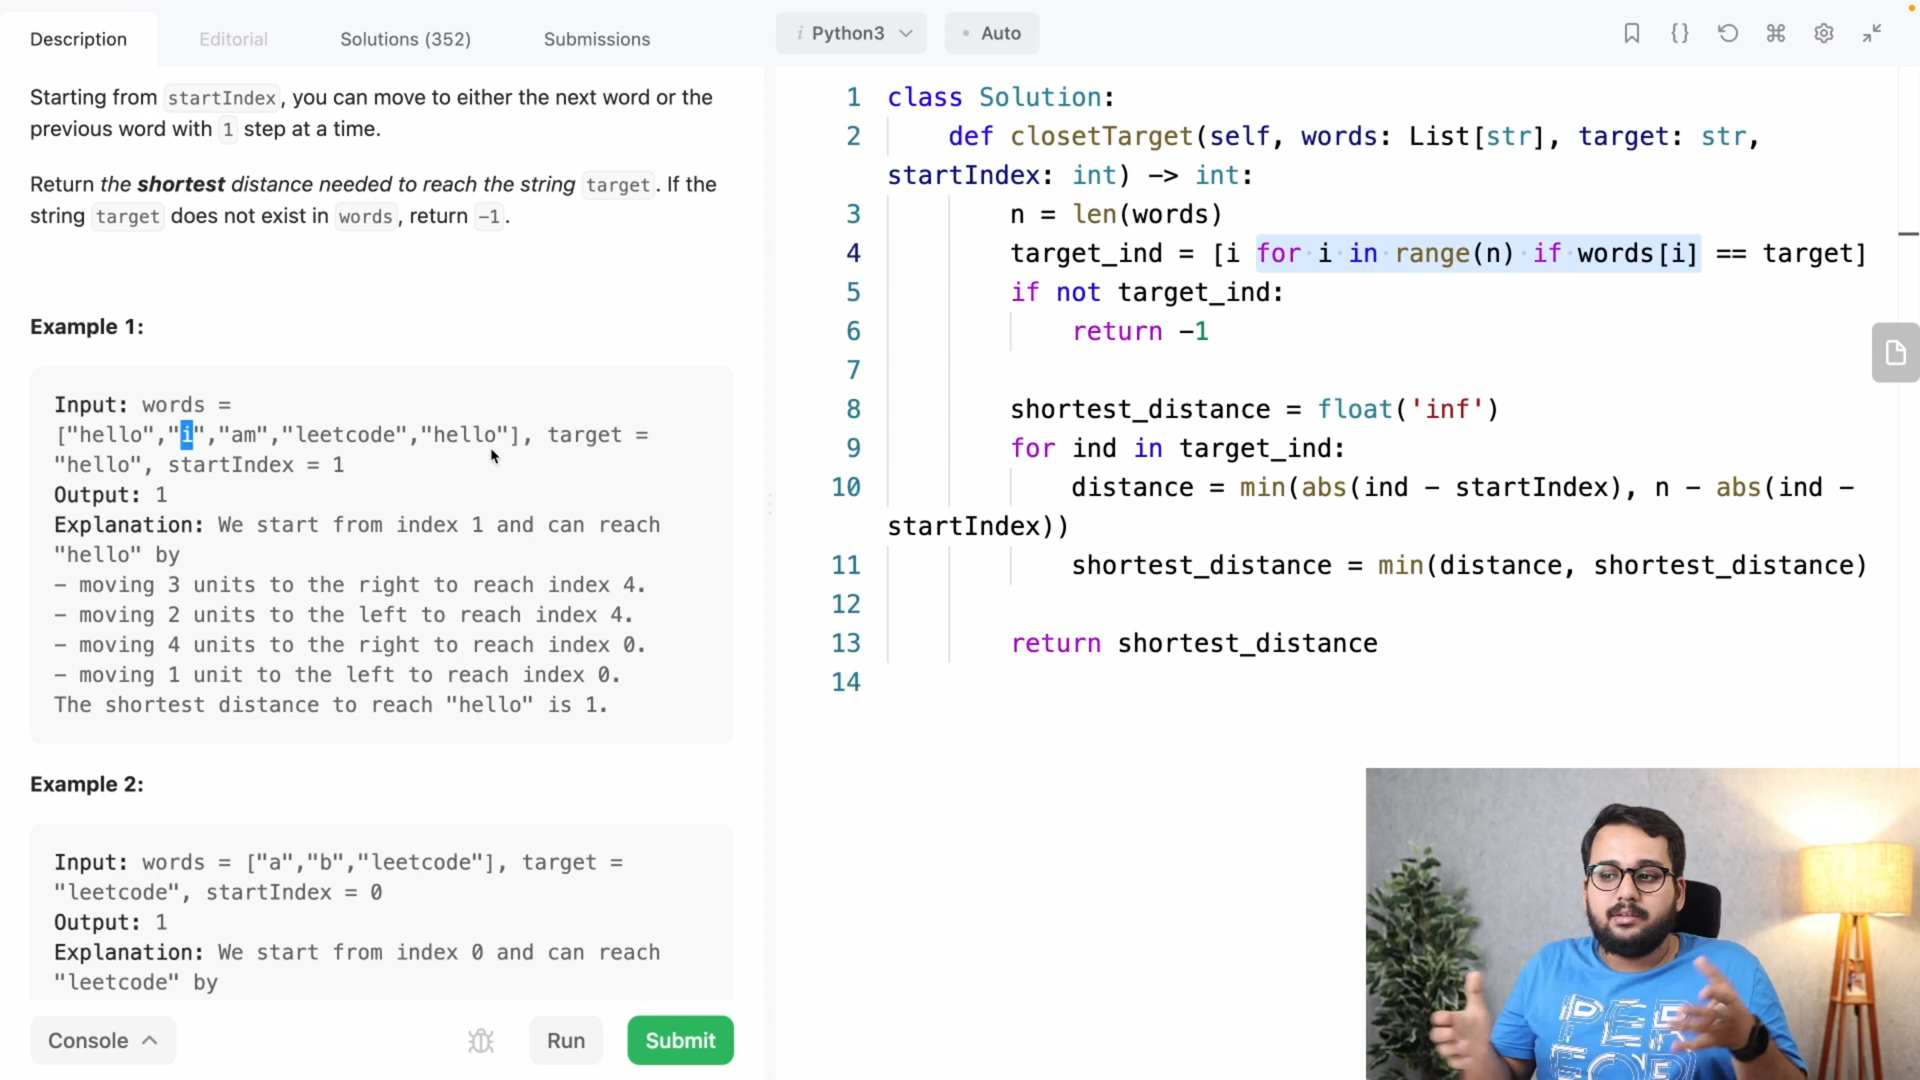 Description
Editorial
Solutions (352)
Submissions
Starting from startIndex, you can move to either the next word or the
previous word with 1 step at a time.
Return the shortest distance needed to reach the string target. If the
string target does not exist in words, return -1.
Example 1:
Input: words =
["hello","i","am","leetcode","hello"], target =
"hello", startIndex = 1
Output: 1
Explanation: We start from index 1 and can reach
"hello" by
- moving 3 units to the right to reach index 4.
- moving 2 units to the left to reach index 4.
- moving 4 units to the right to reach index 0.
- moving 1 unit to the left to reach index 0.
The shortest distance to reach "hello" is 1.
Example 2:
Input: words = ["a","b","leetcode"], target =
"leetcode", startIndex = 0
Output: 1
Explanation: We start from index 0 and can reach
"leetcode" by
Console
Run
Submit
i Python3
Auto
{}
1 class Solution:
2 def closetTarget(self, words: List[str], target: str,
startIndex: int) -> int:
3 n = len(words)
4 target_ind = [i for i in range(n) if words[i] == target]
5 if not target_ind:
6 return -1
7
8 shortest_distance = float('inf')
9 for ind in target_ind:
10 distance = min(abs(ind - startIndex), n - abs(ind -
startIndex))
11 shortest_distance = min(distance, shortest_distance)
12
13 return shortest_distance
14